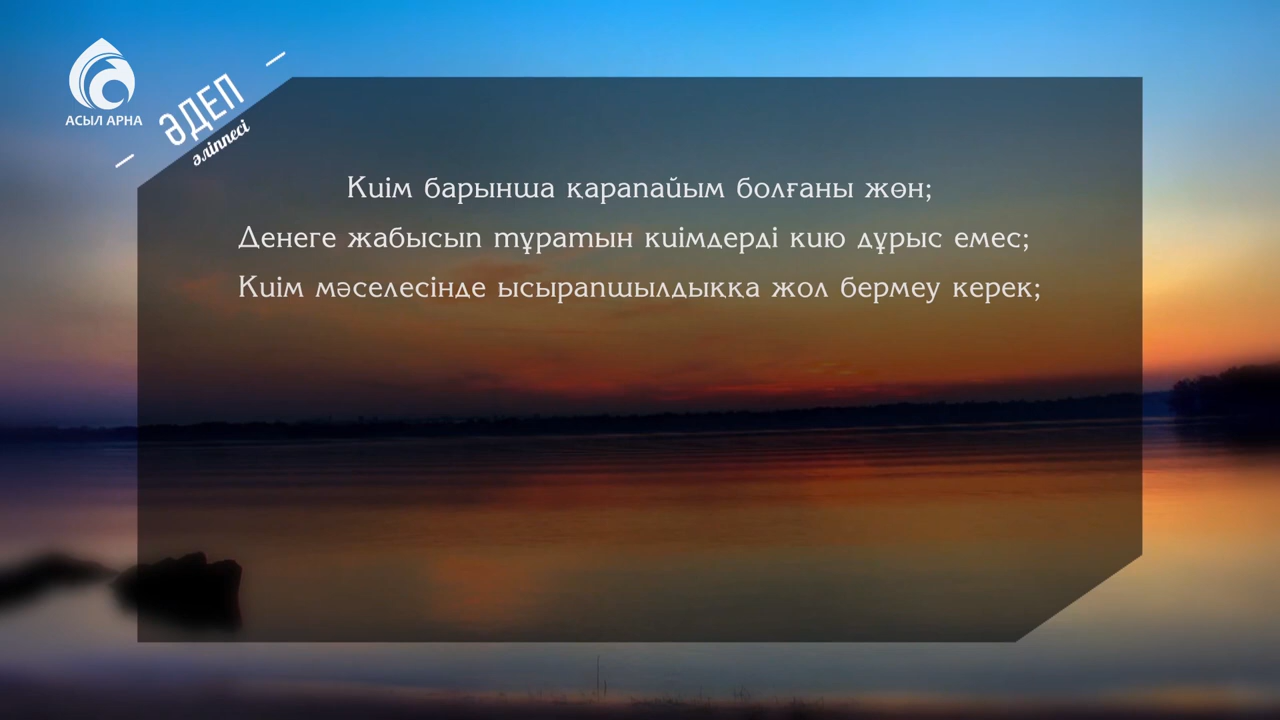 АСЫЛ АРНА
ӘДЕП
әліппесі
Киім барынша қарапайым болғаны жөн;
Денеге жабысып тұратын киімдерді кию дұрыс емес;
Киім мәселесінде ысырапшылдыққа жол бермеу керек;